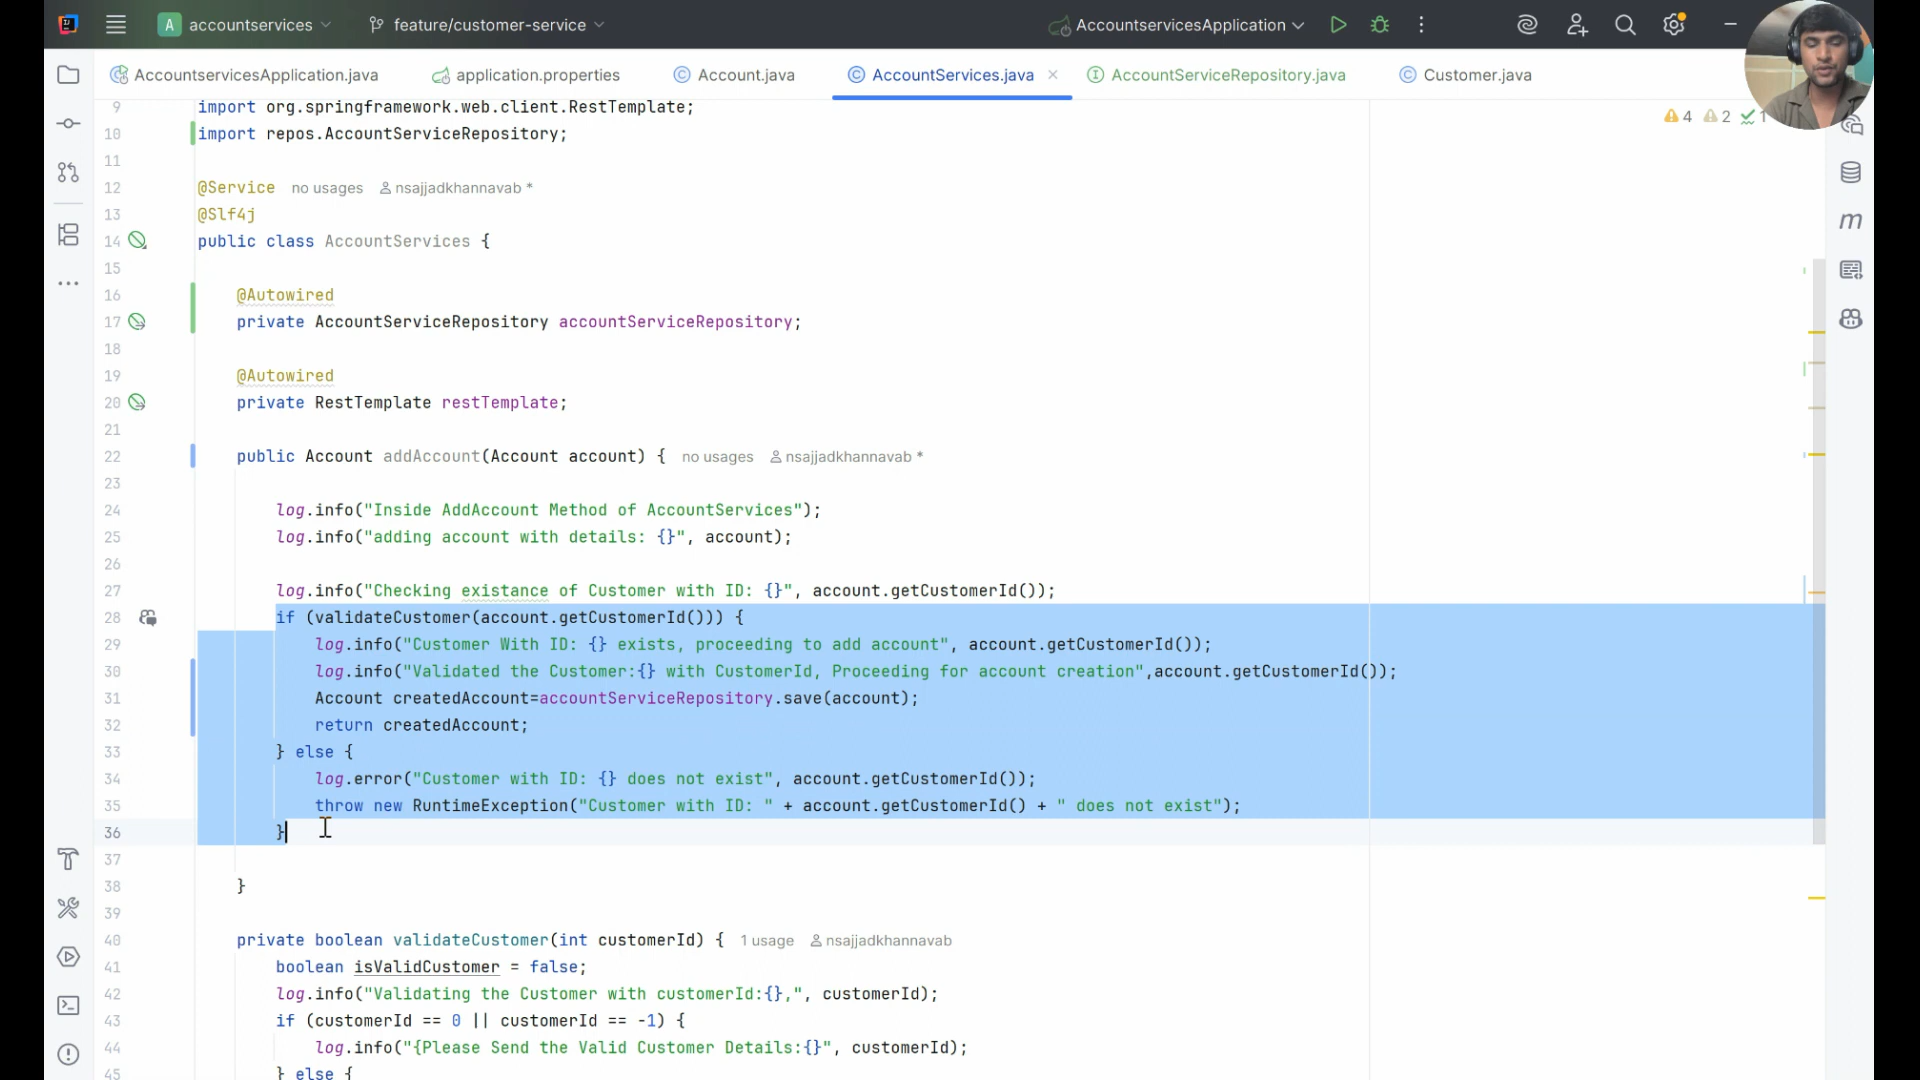 A accountservices feature/customer-service AccountservicesApplication
AccountservicesApplication.java application.properties Account.java AccountServices.java AccountServiceRepository.java Customer.java
9 import org.springframework.web.client.RestTemplate;
4 2 1
10 import repos.AccountServiceRepository;
11
12 @Service no usages nsajjadkhannavab *
13 @Slf4j
14 public class AccountServices {
15
16 @Autowired
17 private AccountServiceRepository accountServiceRepository;
18
19 @Autowired
20 private RestTemplate restTemplate;
21
22 public Account addAccount(Account account) { no usages nsajjadkhannavab *
23
24 log.info("Inside AddAccount Method of AccountServices");
25 log.info("adding account with details: {}", account);
26
27 log.info("Checking existance of Customer with ID: {}", account.getCustomerId());
28 if (validateCustomer(account.getCustomerId())) {
29 log.info("Customer With ID: {} exists, proceeding to add account", account.getCustomerId());
30 log.info("Validated the Customer:{} with CustomerId, Proceeding for account creation",account.getCustomerId());
31 Account createdAccount=accountServiceRepository.save(account);
32 return createdAccount;
33 } else {
34 log.error("Customer with ID: {} does not exist", account.getCustomerId());
35 throw new RuntimeException("Customer with ID: " + account.getCustomerId() + " does not exist");
36 }
37
38 }
39
40 private boolean validateCustomer(int customerId) { 1 usage nsajjadkhannavab
41 boolean isValidCustomer = false;
42 log.info("Validating the Customer with customerId:{},", customerId);
43 if (customerId == 0 || customerId == -1) {
44 log.info("{Please Send the Valid Customer Details:{}", customerId);
45 } else {